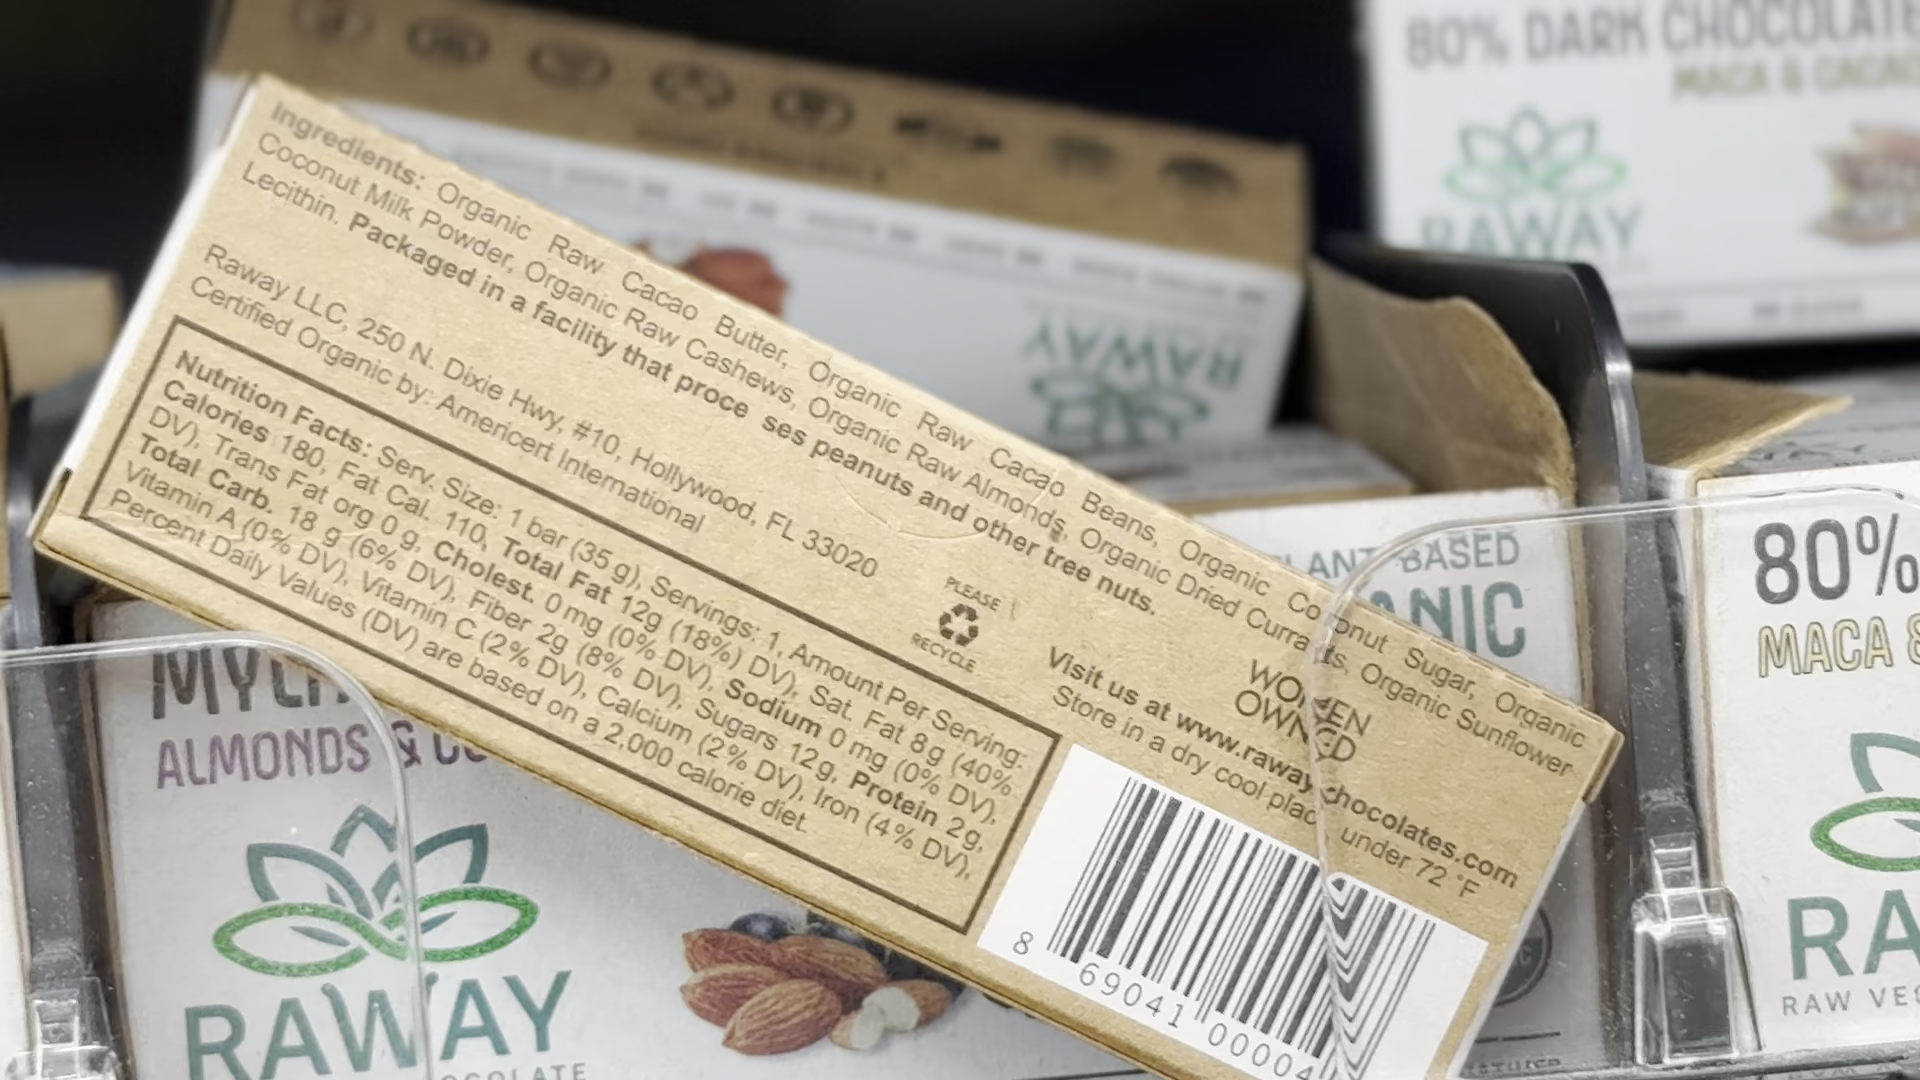 80% DARK CHOCOLATE
MACA & CACAO
RAWAY
RAWAY
Ingredients: Organic Raw Cacao Butter, Organic Raw Cacao Beans, Organic Coconut Sugar, Organic
Coconut Milk Powder, Organic Raw Cashews, Organic Raw Almonds, Organic Dried Currants, Organic Sunflower
Lecithin. Packaged in a facility that proce ses peanuts and other tree nuts.
Raway LLC, 250 N. Dixie Hwy, #10, Hollywood, FL 33020
Certified Organic by: Americert International
PLEASE
RECYCLE
WOMEN
OWNED
Visit us at www.rawaychocolates.com
Store in a dry cool place under 72 °F
Nutrition Facts: Serv. Size: 1 bar (35 g), Servings: 1, Amount Per Serving:
Calories 180, Fat Cal. 110, Total Fat 12g (18%) DV), Sat. Fat 8g (40%
DV), Trans Fat org 0 g, Cholest. 0 mg (0% DV), Sodium 0 mg (0% DV),
Total Carb. 18 g (6% DV), Fiber 2g (8% DV), Sugars 12g, Protein 2g,
Vitamin A (0% DV), Vitamin C (2% DV), Calcium (2% DV), Iron (4% DV),
Percent Daily Values (DV) are based on a 2,000 calorie diet.
8 69041 00004
PLANT-BASED
ANIC
80%
MACA &
RA
RAW VE
MYL
ALMONDS & C
RAWAY
OCOLATE